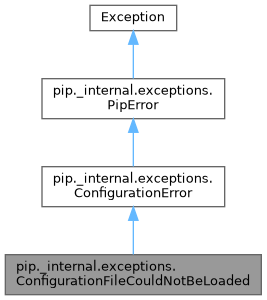 Exception
pip._internal.exceptions.
PipError
pip._internal.exceptions.
ConfigurationError
pip._internal.exceptions.
ConfigurationFileCouldNotBeLoaded